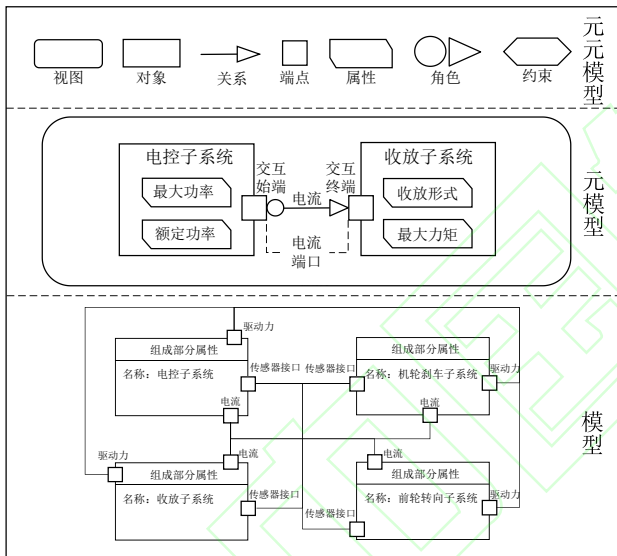 视图
对象
关系
端点
属性
角色
约束
元元模型
电控子系统
最大功率
额定功率
交互始端
电流
交互终端
电流端口
收放子系统
收放形式
最大力矩
元模型
驱动力
组成部分属性
名称：电控子系统
传感器接口
电流
传感器接口
组成部分属性
名称：机轮刹车子系统
驱动力
电流
驱动力
电流
组成部分属性
名称：收放子系统
传感器接口
电流
组成部分属性
名称：前轮转向子系统
驱动力
传感器接口
模型